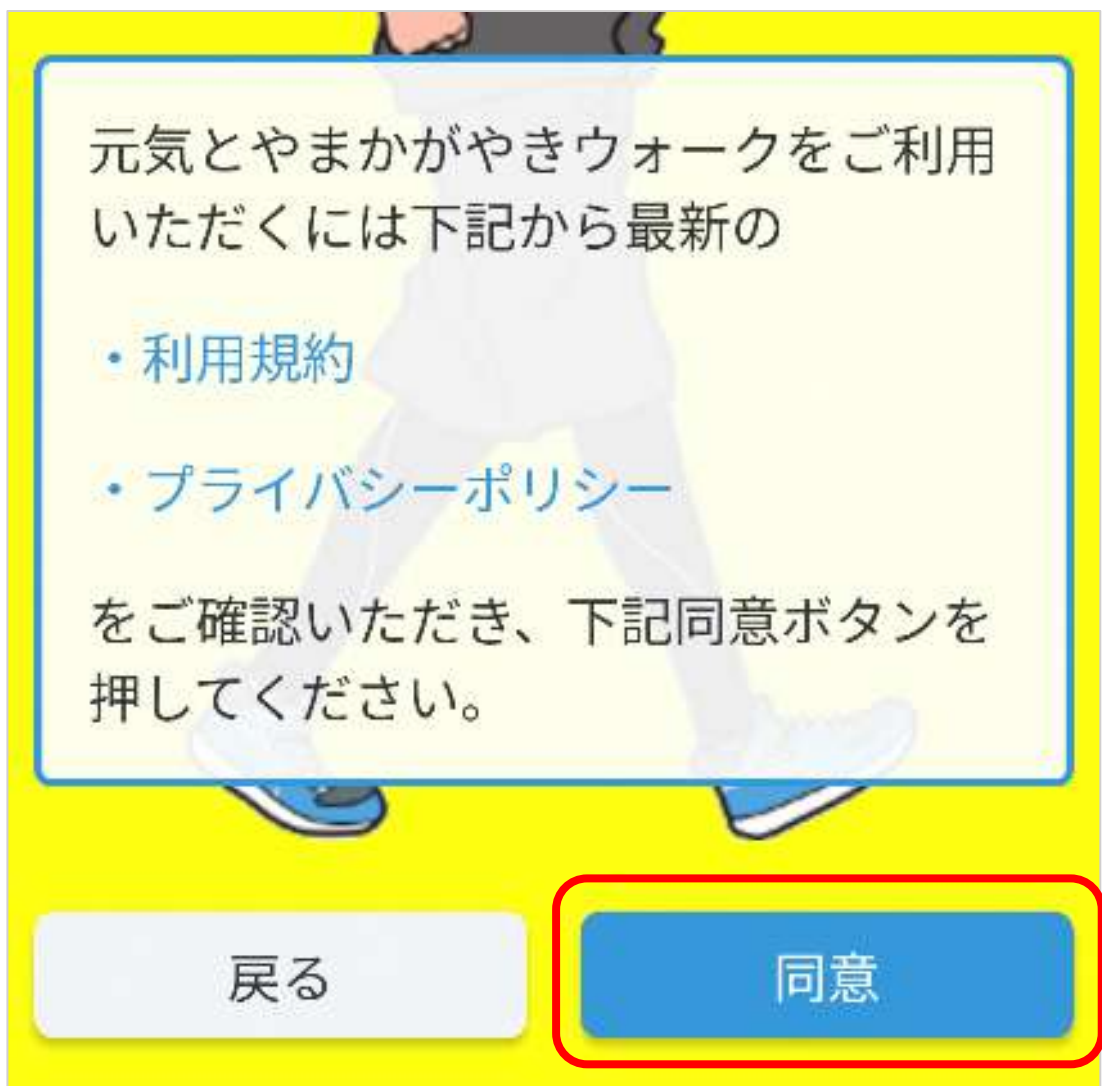 元気とやまかがやきウォークをご利用
いただくには下記から最新の
・利用規約
・プライバシーポリシー
をご確認いただき、下記同意ボタンを
押してください。
戻る
同意